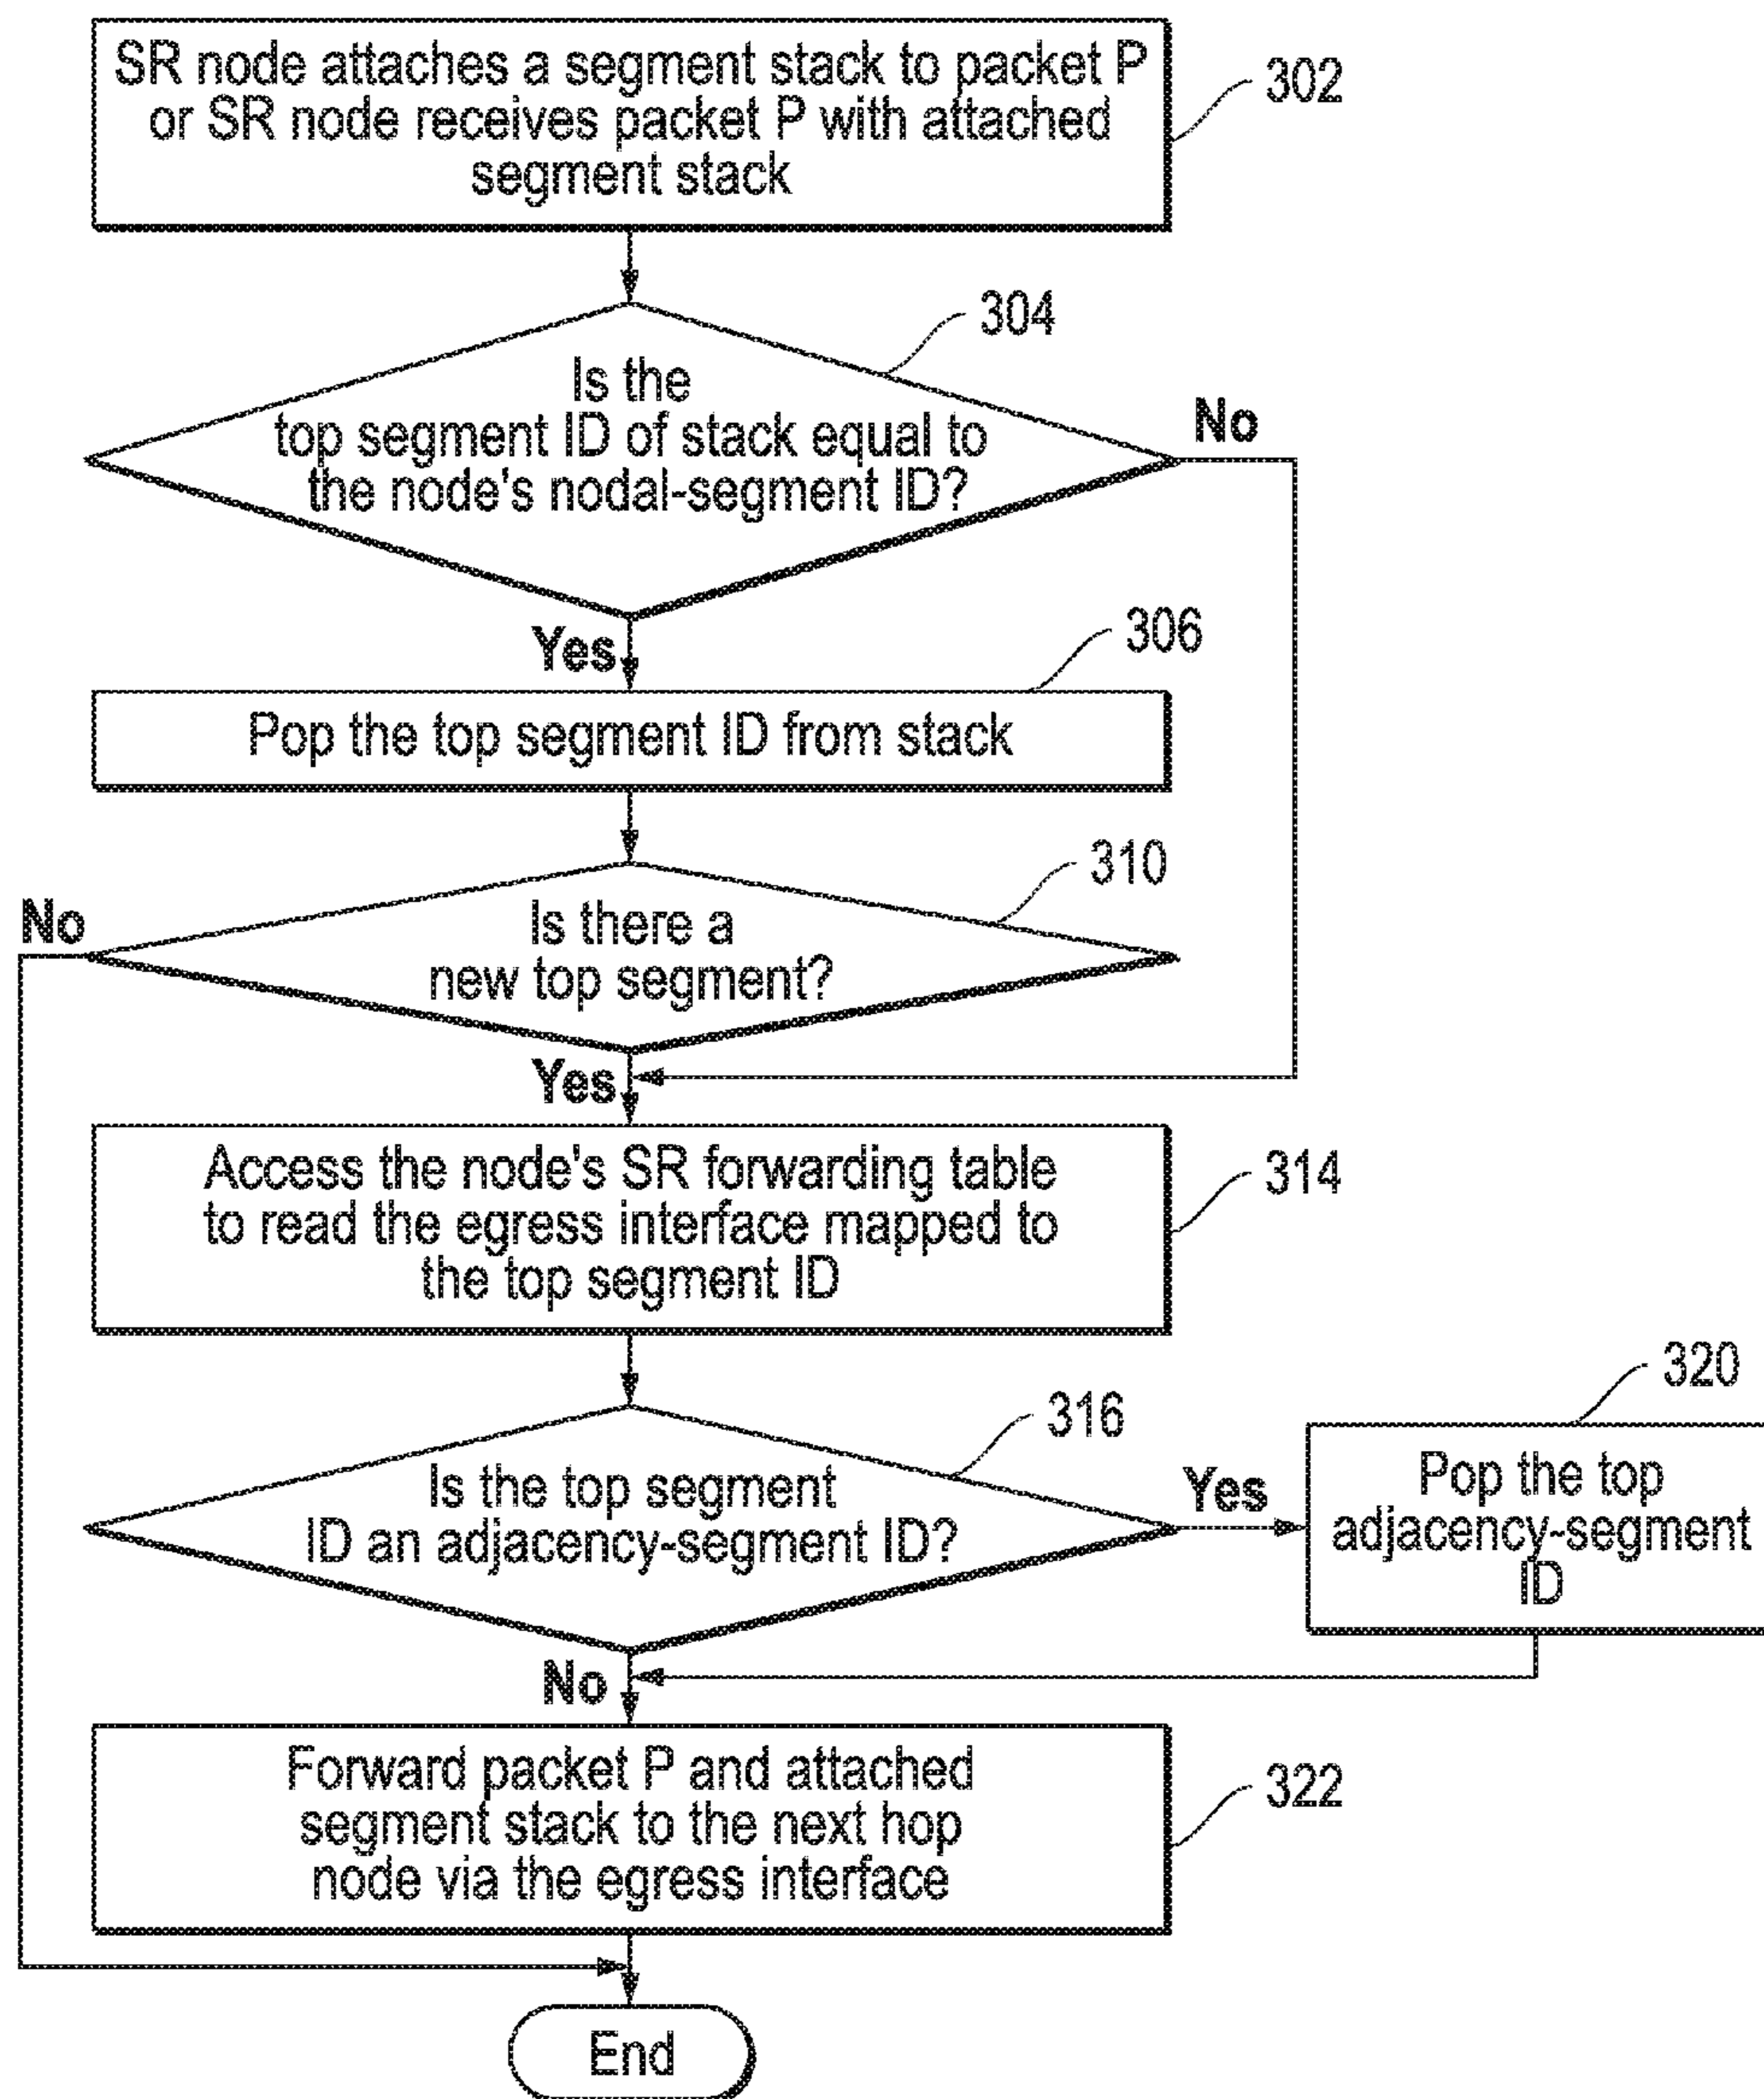 SR node attaches a segment stack to packet P
or SR node receives packet P with attached
segment stack
302
304
Is the
top segment ID of stack equal to
the node's nodal-segment ID?
No
Yes
306
Pop the top segment ID from stack
310
No
Is there a
new top segment?
Yes
Access the node's SR forwarding table
to read the egress interface mapped to
the top segment ID
314
316
320
Is the top segment
ID an adjacency-segment ID?
Yes
Pop the top
adjacency-segment
ID
No
Forward packet P and attached
segment stack to the next hop
node via the egress interface
322
End